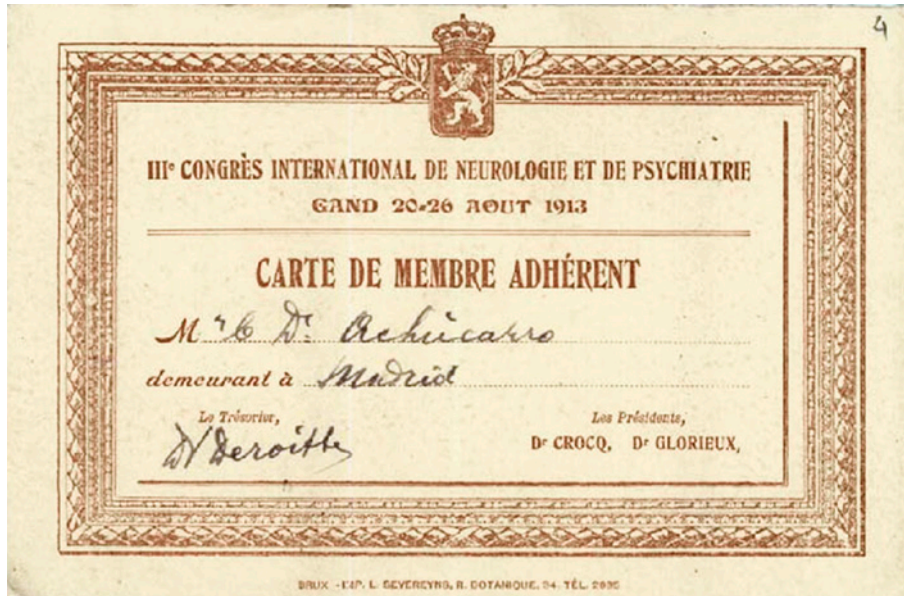 4
IIIe CONGRÈS INTERNATIONAL DE NEUROLOGIE ET DE PSYCHIATRIE
GAND 20-26 AOUT 1913
CARTE DE MEMBRE ADHÉRENT
Mr le Dr Achúcarro
demeurant à Madrid
Le Trésorier,
Les Présidents,
Dr Deroitte
Dr CROCQ, Dr GLORIEUX,
BRUX - IMP. L. SEVEREYNS, R. BOTANIQUE, 34. TÉL.